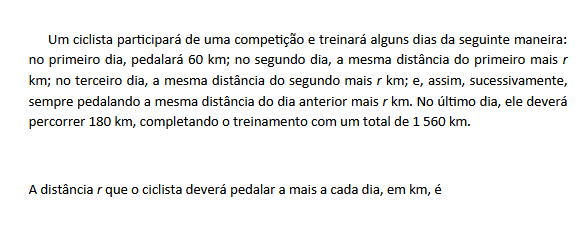 Um ciclista participará de uma competição e treinará alguns dias da seguinte maneira:
no primeiro dia, pedalará 60 km; no segundo dia, a mesma distância do primeiro mais r
km; no terceiro dia, a mesma distância do segundo mais r km; e, assim, sucessivamente,
sempre pedalando a mesma distância do dia anterior mais r km. No último dia, ele deverá
percorrer 180 km, completando o treinamento com um total de 1 560 km.
A distância r que o ciclista deverá pedalar a mais a cada dia, em km, é